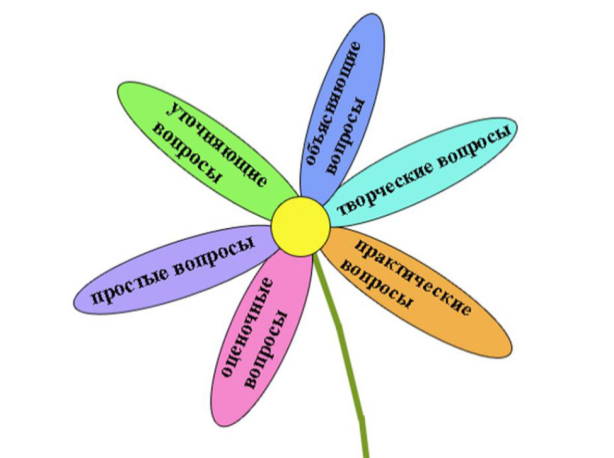 объясняющие
вопросы
уточняющие
вопросы
творческие вопросы
простые вопросы
практические
вопросы
оценочные
вопросы